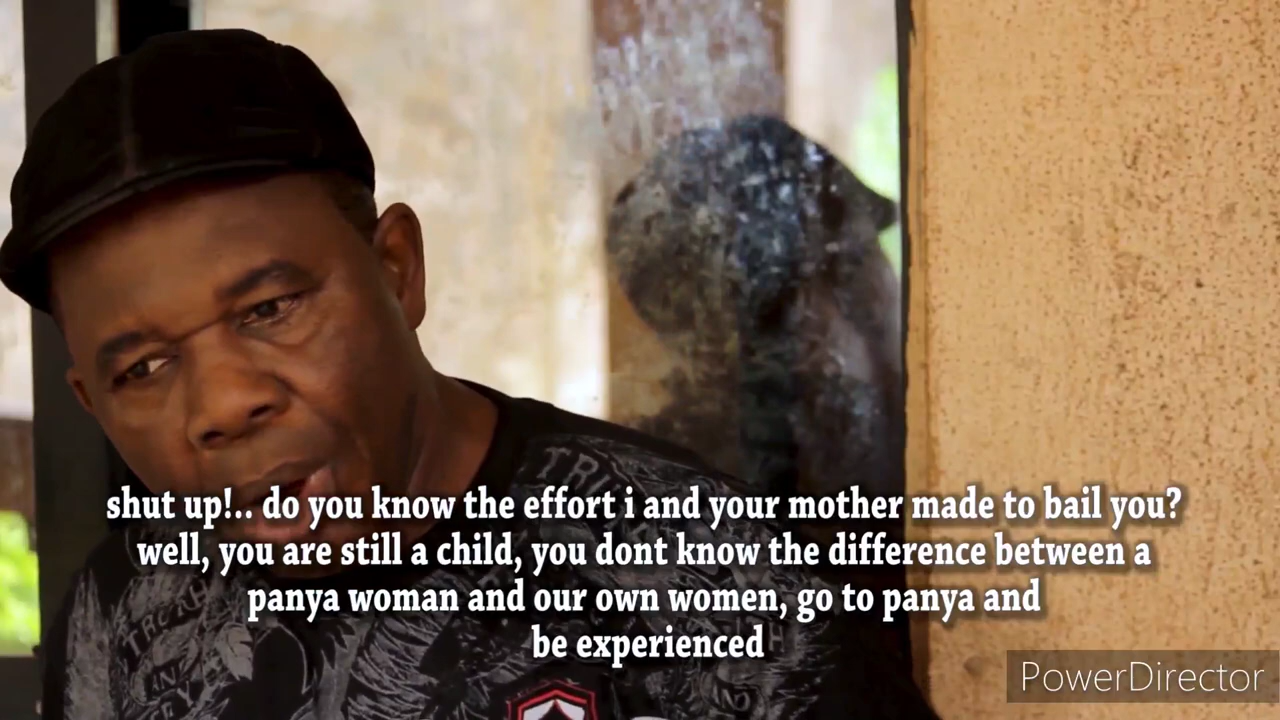 shut up!.. do you know the effort i and your mother made to bail you?
well, you are still a child, you dont know the difference between a
panya woman and our own women, go to panya and
be experienced
PowerDirector